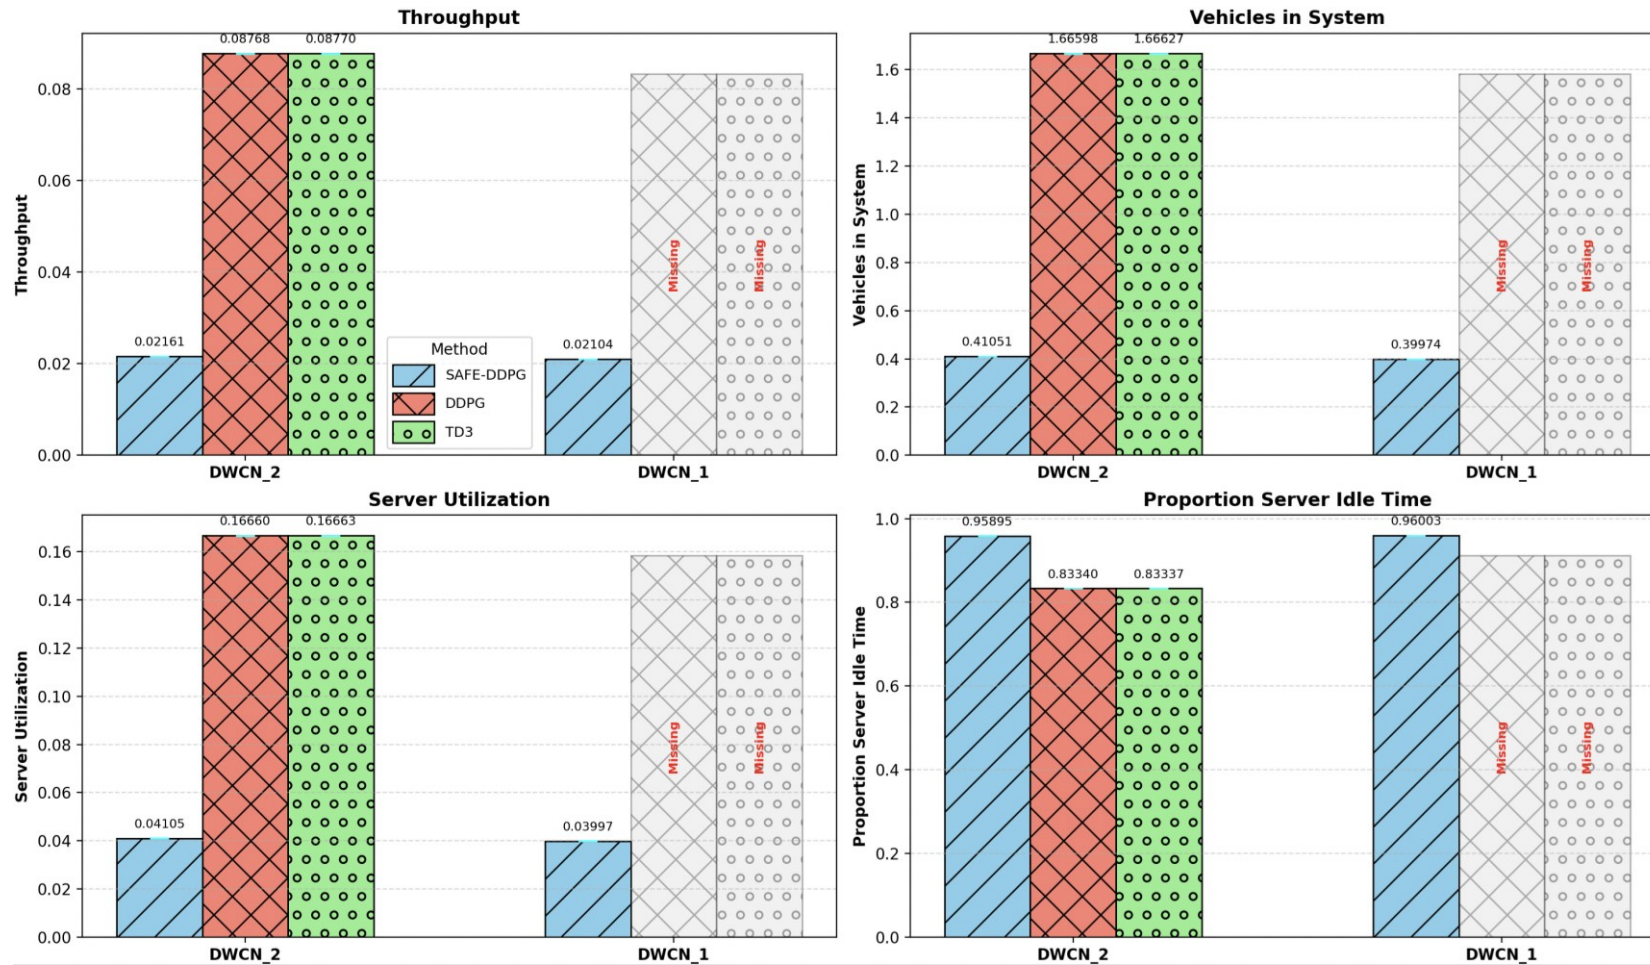 Throughput
Throughput
0.08
0.06
0.04
0.02
0.00
0.02161
0.08768
0.08770
0.02104
Missing
Missing
Method
SAFE-DDPG
DDPG
TD3
DWCN_2
DWCN_1
Vehicles in System
Vehicles in System
1.6
1.4
1.2
1.0
0.8
0.6
0.4
0.2
0.0
0.41051
1.66598
1.66627
0.39974
Missing
Missing
DWCN_2
DWCN_1
Server Utilization
Server Utilization
0.16
0.14
0.12
0.10
0.08
0.06
0.04
0.02
0.00
0.04105
0.16660
0.16663
0.03997
Missing
Missing
DWCN_2
DWCN_1
Proportion Server Idle Time
Proportion Server Idle Time
1.0
0.8
0.6
0.4
0.2
0.0
0.95895
0.83340
0.83337
0.96003
Missing
Missing
DWCN_2
DWCN_1